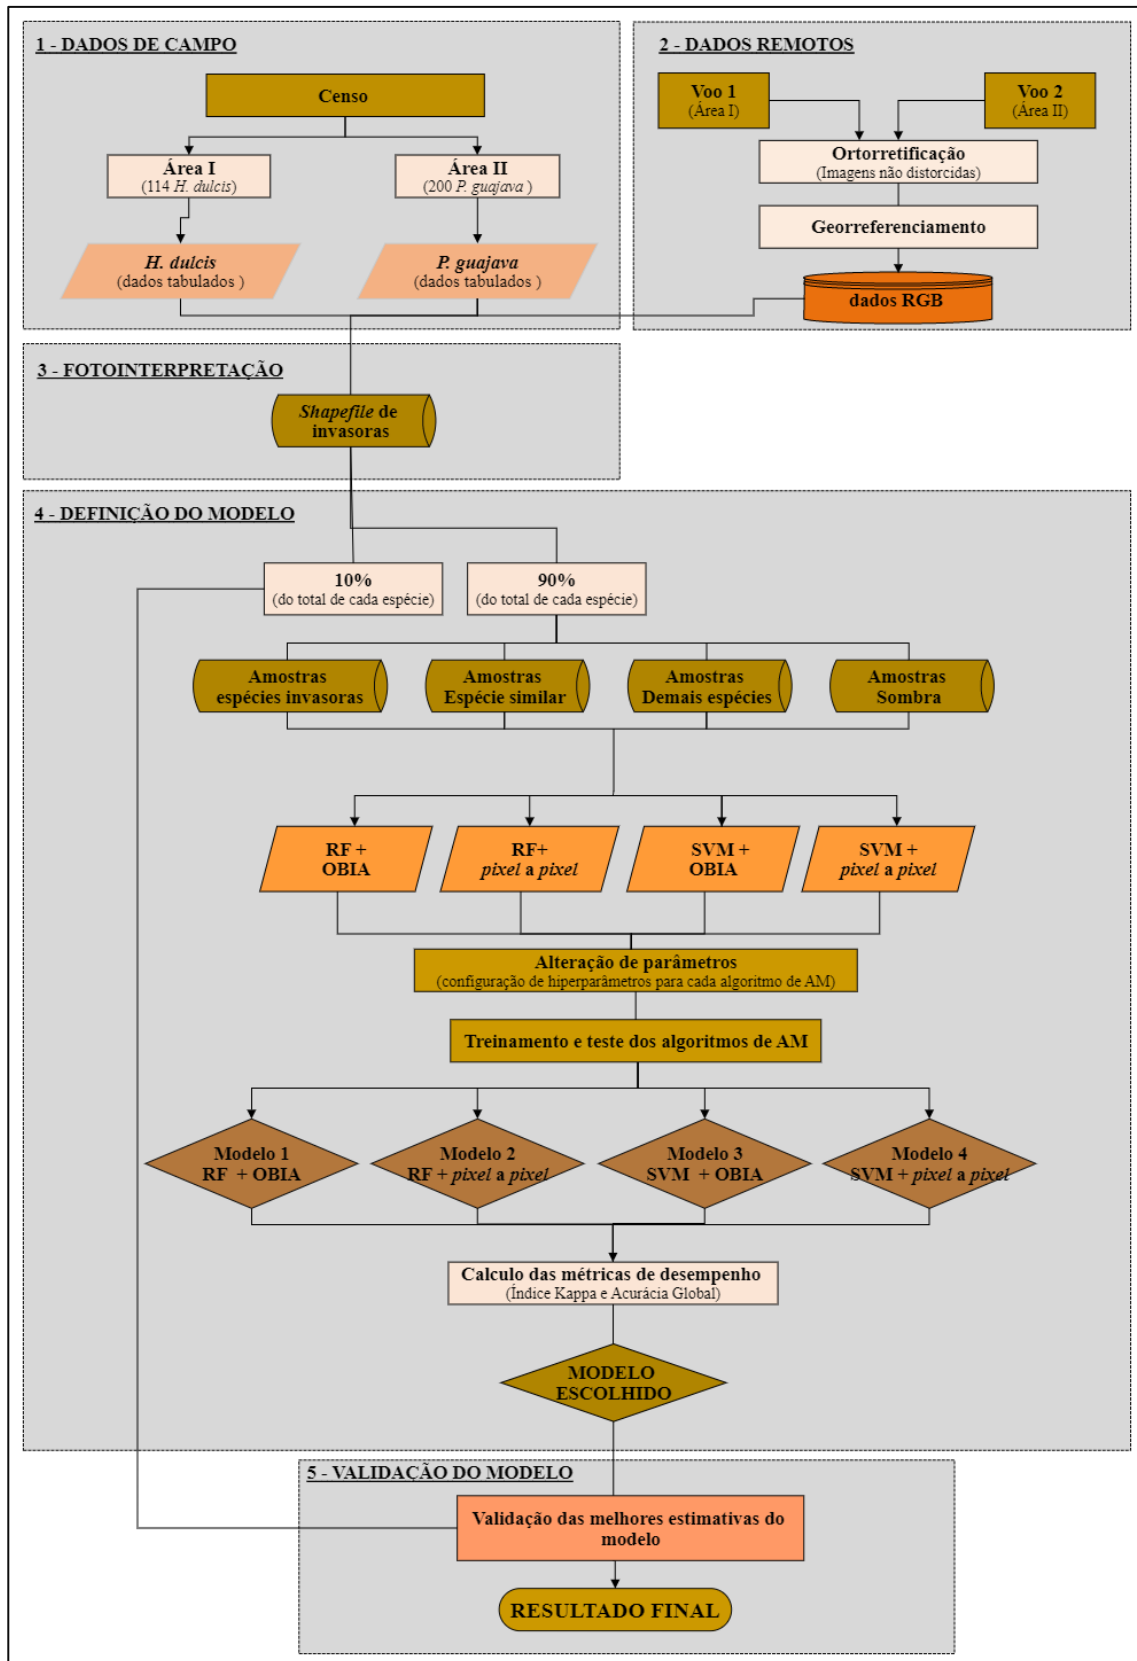 1 - DADOS DE CAMPO
Censo
Área I
(114 H. dulcis)
Área II
(200 P. guajava )
H. dulcis
(dados tabulados )
P. guajava
(dados tabulados )
2 - DADOS REMOTOS
Voo 1
(Área I)
Voo 2
(Área II)
Ortorretificação
(Imagens não distorcidas)
Georreferenciamento
dados RGB
3 - FOTOINTERPRETAÇÃO
Shapefile de
invasoras
4 - DEFINIÇÃO DO MODELO
10%
(do total de cada espécie)
90%
(do total de cada espécie)
Amostras
espécies invasoras
Amostras
Espécie similar
Amostras
Demais espécies
Amostras
Sombra
RF +
OBIA
RF+
pixel a pixel
SVM +
OBIA
SVM +
pixel a pixel
Alteração de parâmetros
(configuração de hiperparâmetros para cada algoritmo de AM)
Treinamento e teste dos algoritmos de AM
Modelo 1
RF + OBIA
Modelo 2
RF + pixel a pixel
Modelo 3
SVM + OBIA
Modelo 4
SVM + pixel a pixel
Calculo das métricas de desempenho
(Índice Kappa e Acurácia Global)
MODELO
ESCOLHIDO
5 - VALIDAÇÃO DO MODELO
Validação das melhores estimativas do
modelo
RESULTADO FINAL